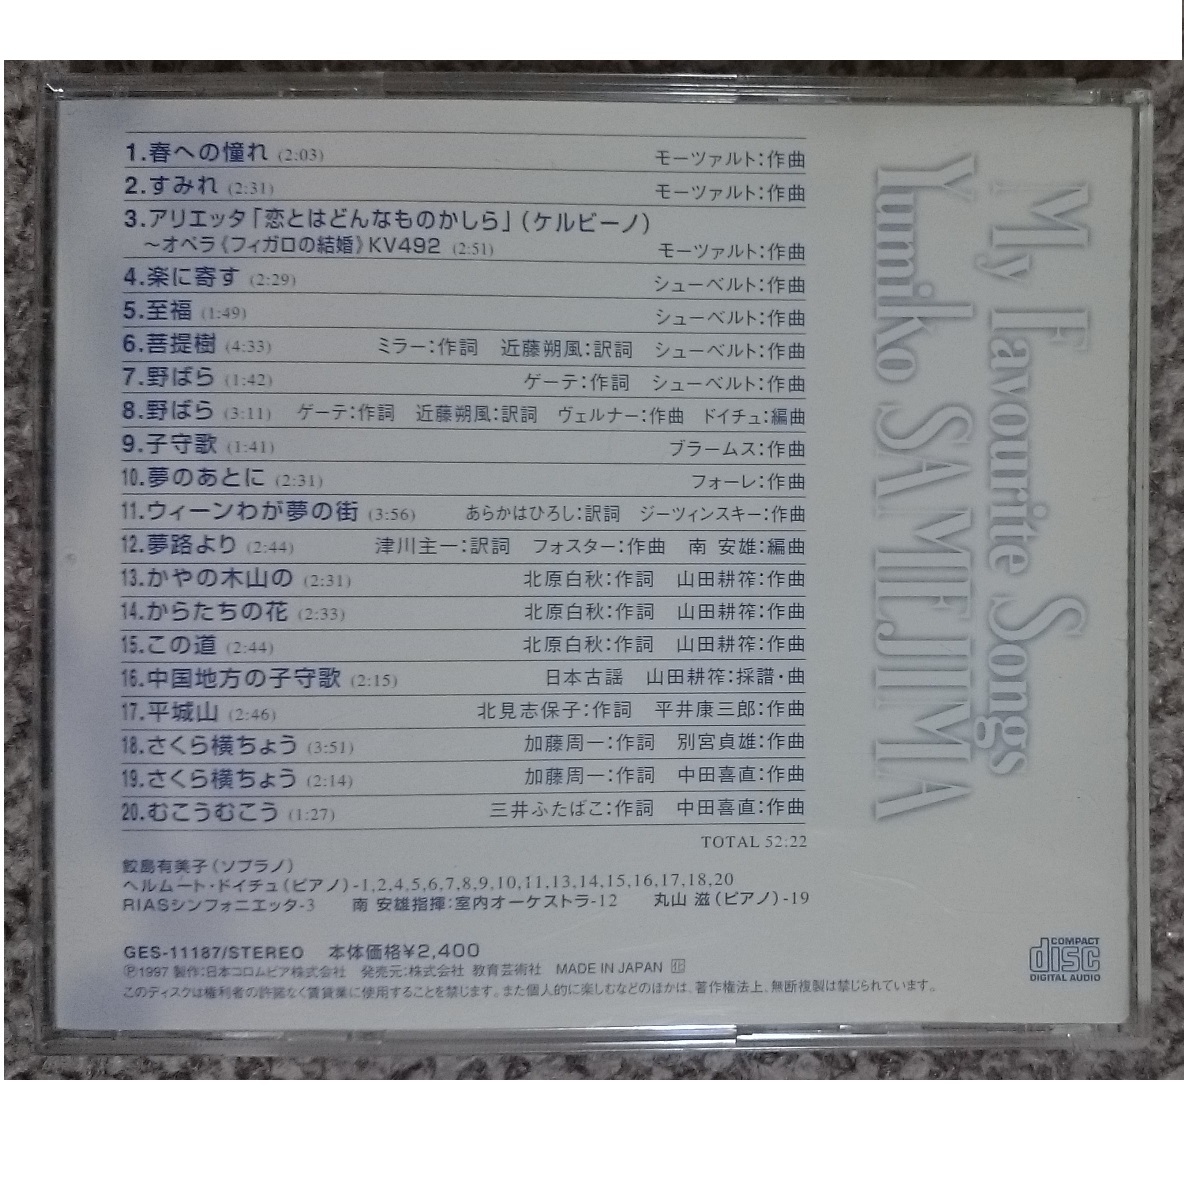 1.春への憧れ (2:03) モーツァルト:作曲
2.すみれ (2:31) モーツァルト:作曲
3.アリエッタ「恋とはどんなものかしら」(ケルビーノ)
～オペラ《フィガロの結婚》KV492 (2:51) モーツァルト:作曲
4.楽に寄す (2:29) シューベルト:作曲
5.至福 (1:49) シューベルト:作曲
6.菩提樹 (4:33) ミラー:作詞 近藤朔風:訳詞 シューベルト:作曲
7.野ばら (1:42) ゲーテ:作詞 シューベルト:作曲
8.野ばら (3:11) ゲーテ:作詞 近藤朔風:訳詞 ヴェルナー:作曲 ドイチュ:編曲
9.子守歌 (1:41) ブラームス:作曲
10.夢のあとに (2:31) フォーレ:作曲
11.ウィーンわが夢の街 (3:56) あらかはひろし:訳詞 ジーツィンスキー:作曲
12.夢路より (2:44) 津川主一:訳詞 フォスター:作曲 南 安雄:編曲
13.かやの木山の (2:31) 北原白秋:作詞 山田耕筰:作曲
14.からたちの花 (2:33) 北原白秋:作詞 山田耕筰:作曲
15.この道 (2:44) 北原白秋:作詞 山田耕筰:作曲
16.中国地方の子守歌 (2:15) 日本古謡 山田耕筰:採譜・曲
17.平城山 (2:46) 北見志保子:作詞 平井康三郎:作曲
18.さくら横ちょう (3:51) 加藤周一:作詞 別宮貞雄:作曲
19.さくら横ちょう (2:14) 加藤周一:作詞 中田喜直:作曲
20.むこうむこう (1:27) 三井ふたばこ:作詞 中田喜直:作曲
TOTAL 52:22
鮫島有美子(ソプラノ)
ヘルムート・ドイチュ(ピアノ)-1,2,4,5,6,7,8,9,10,11,13,14,15,16,17,18,20
RIASシンフォニエッタ-3 南 安雄指揮:室内オーケストラ-12 丸山 滋(ピアノ)-19
GES-11187/STEREO 本体価格¥2,400
Ⓟ1997 製作:日本コロムビア株式会社 発売元:株式会社 教育芸術社 MADE IN JAPAN
このディスクは権利者の許諾なく賃貸業に使用することを禁じます。また個人的に楽しむなどのほかは、著作権法上、無断複製は禁じられています。
My Favourite Songs
Yumiko SAMEJIMA
COMPACT
disc
DIGITAL AUDIO